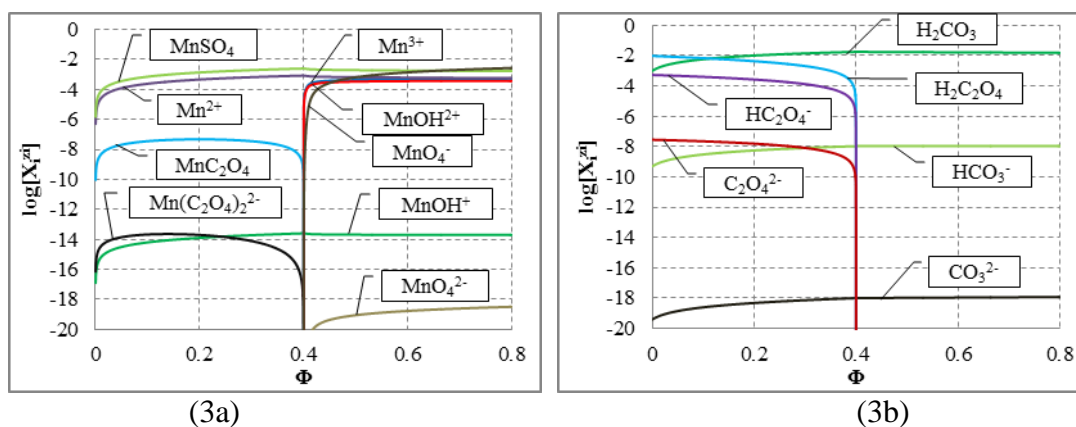 MnSO₄
Mn³⁺
Mn²⁺
MnOH²⁺
MnO₄⁻
MnC₂O₄
Mn(C₂O₄)₂²⁻
MnOH⁺
MnO₄²⁻
log[Xᵢᶻⁱ]
0
-2
-4
-6
-8
-10
-12
-14
-16
-18
-20
0 0.2 0.4 0.6 0.8
Φ
(3a)
H₂CO₃
H₂C₂O₄
HC₂O₄⁻
C₂O₄²⁻
HCO₃⁻
CO₃²⁻
log[Xᵢᶻⁱ]
0
-2
-4
-6
-8
-10
-12
-14
-16
-18
-20
0 0.2 0.4 0.6 0.8
Φ
(3b)